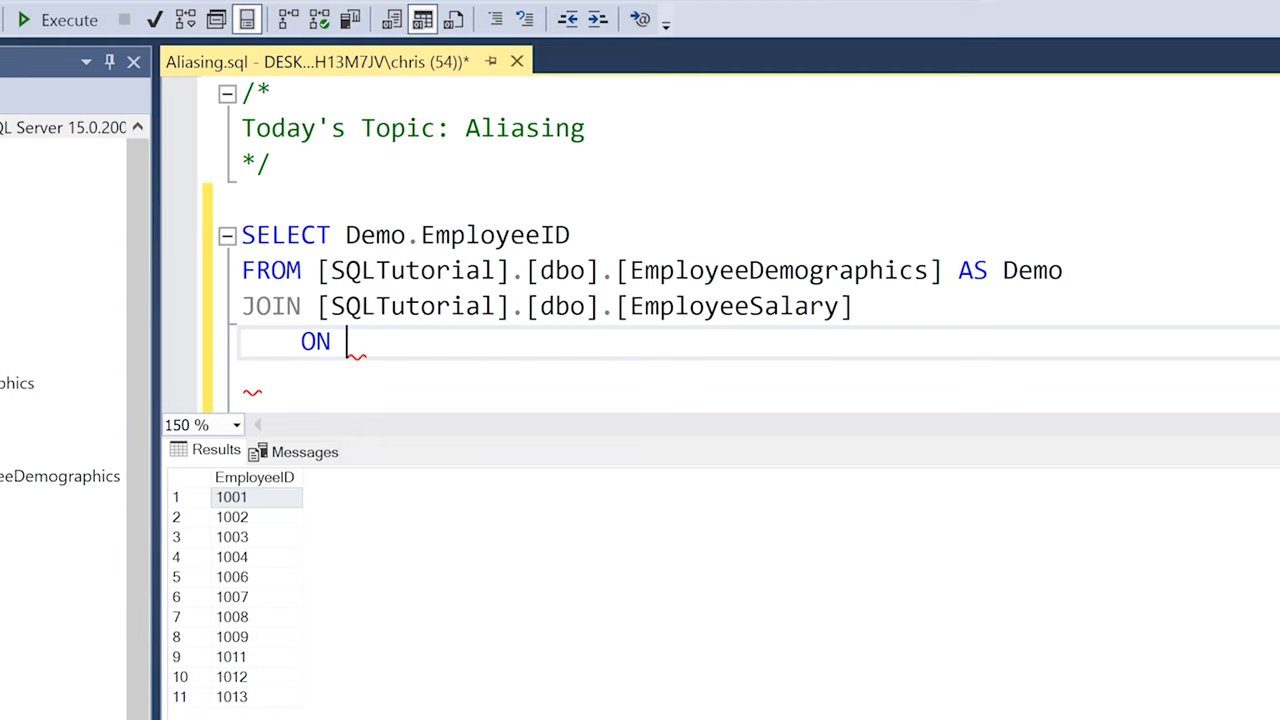 Execute
Aliasing.sql - DESK...H13M7JV\chris (54))*
QL Server 15.0.200
/*
Today's Topic: Aliasing
*/
SELECT Demo.EmployeeID
FROM [SQLTutorial].[dbo].[EmployeeDemographics] AS Demo
JOIN [SQLTutorial].[dbo].[EmployeeSalary]
ON
phics
eeDemographics
150 %
Results Messages
EmployeeID
1 1001
2 1002
3 1003
4 1004
5 1006
6 1007
7 1008
8 1009
9 1011
10 1012
11 1013